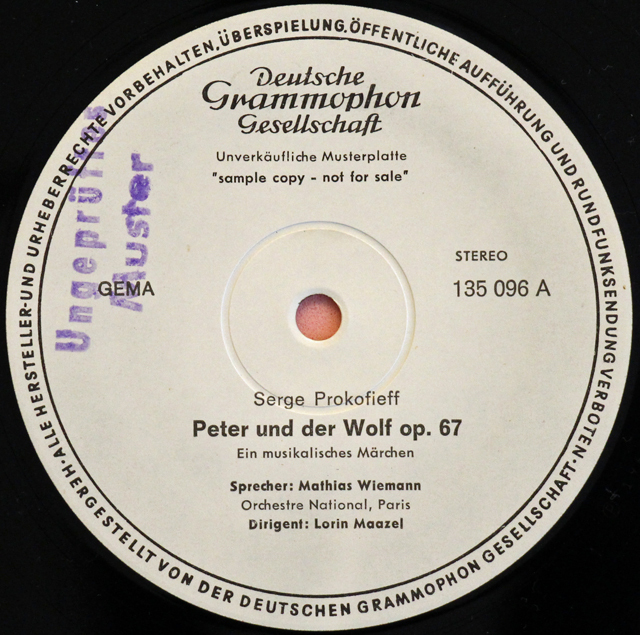 ALLE HERSTELLER- UND URHEBERRECHTE VORBEHALTEN, ÜBERSPIELUNG, ÖFFENTLICHE AUFFÜHRUNG UND RUNDFUNKSENDUNG VERBOTEN·
HERGESTELLT VON DER DEUTSCHEN GRAMMOPHON GESELLSCHAFT·
Deutsche
Grammophon
Gesellschaft
Unverkäufliche Musterplatte
"sample copy – not for sale"
Ungeprüftes
Muster
GEMA
STEREO
135 096 A
Serge Prokofieff
Peter und der Wolf op. 67
Ein musikalisches Märchen
Sprecher: Mathias Wiemann
Orchestre National, Paris
Dirigent: Lorin Maazel